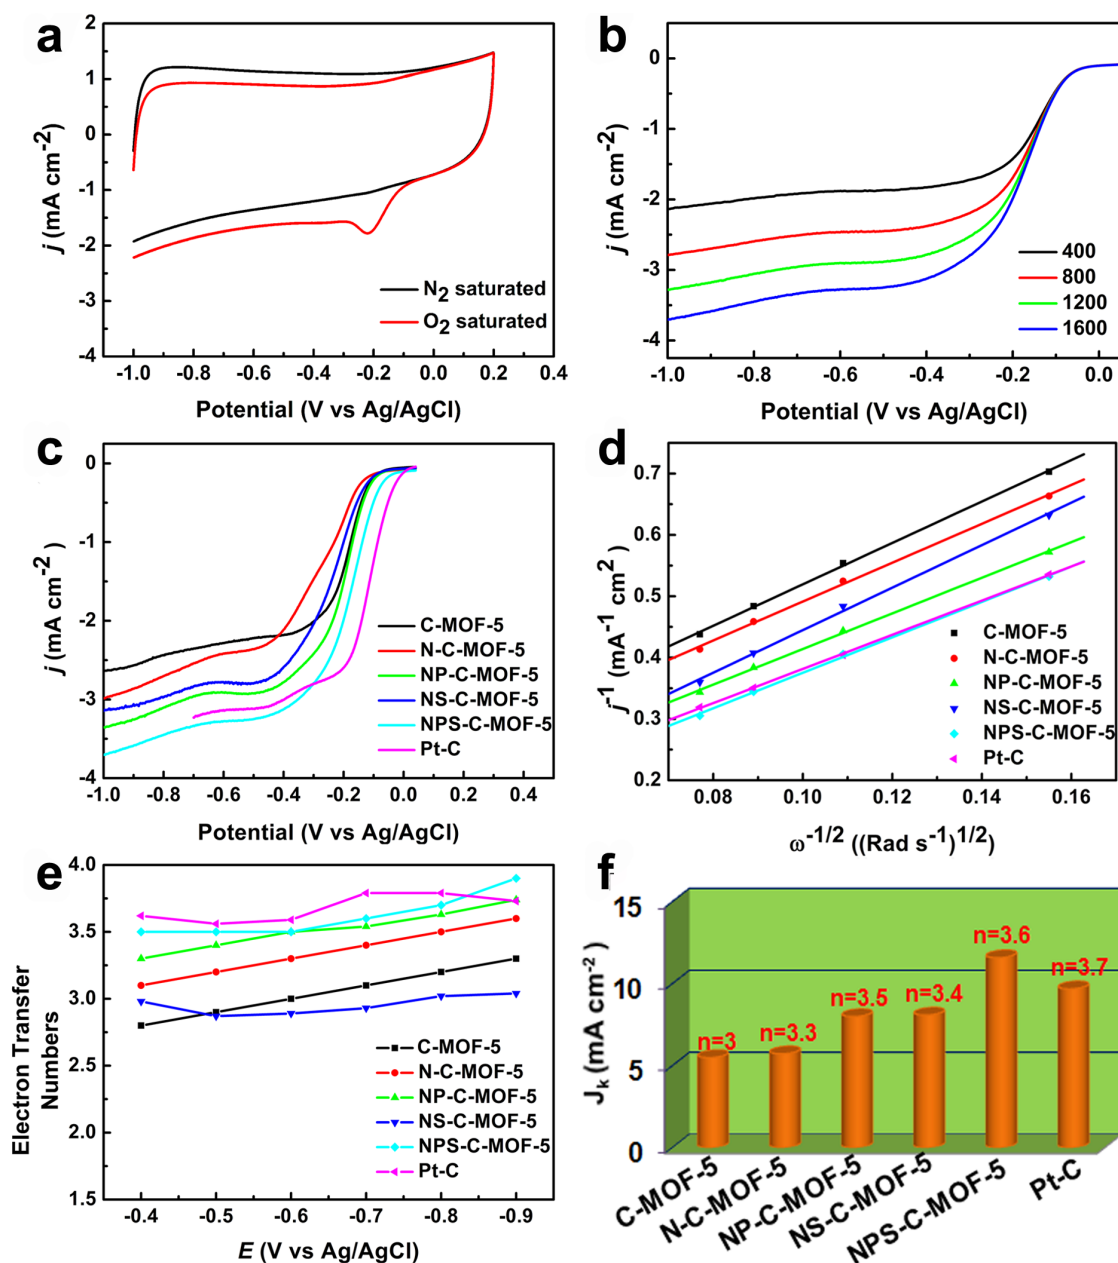 a
2
1
0
-1
-2
-3
-4
j (mA cm-2)
N2 saturated
O2 saturated
-1.0 -0.8 -0.6 -0.4 -0.2 0.0 0.2 0.4
Potential (V vs Ag/AgCl)
b
0
-1
-2
-3
-4
j (mA cm-2)
400
800
1200
1600
-1.0 -0.8 -0.6 -0.4 -0.2 0.0
Potential (V vs Ag/AgCl)
c
0
-1
-2
-3
-4
j (mA cm-2)
C-MOF-5
N-C-MOF-5
NP-C-MOF-5
NS-C-MOF-5
NPS-C-MOF-5
Pt-C
-1.0 -0.8 -0.6 -0.4 -0.2 0.0 0.2 0.4
Potential (V vs Ag/AgCl)
d
0.7
0.6
0.5
0.4
0.3
0.2
j-1 (mA-1 cm2)
C-MOF-5
N-C-MOF-5
NP-C-MOF-5
NS-C-MOF-5
NPS-C-MOF-5
Pt-C
0.08 0.10 0.12 0.14 0.16
ω-1/2 ((Rad s-1)1/2)
e
4.0
3.5
3.0
2.5
2.0
1.5
Electron Transfer
Numbers
C-MOF-5
N-C-MOF-5
NP-C-MOF-5
NS-C-MOF-5
NPS-C-MOF-5
Pt-C
-0.4 -0.5 -0.6 -0.7 -0.8 -0.9
E (V vs Ag/AgCl)
f
15
10
5
0
Jk (mA cm-2)
n=3
n=3.3
n=3.5
n=3.4
n=3.6
n=3.7
C-MOF-5
N-C-MOF-5
NP-C-MOF-5
NS-C-MOF-5
NPS-C-MOF-5
Pt-C